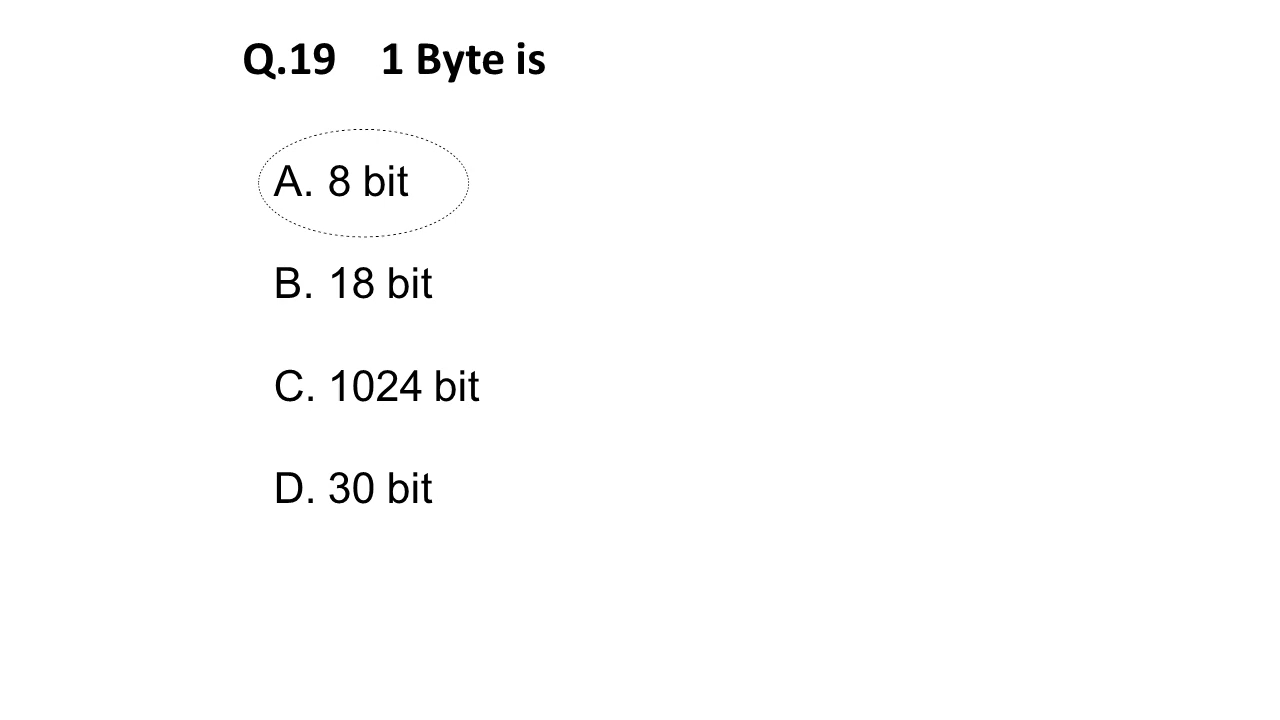 Q.19 1 Byte is
A. 8 bit
B. 18 bit
C. 1024 bit
D. 30 bit